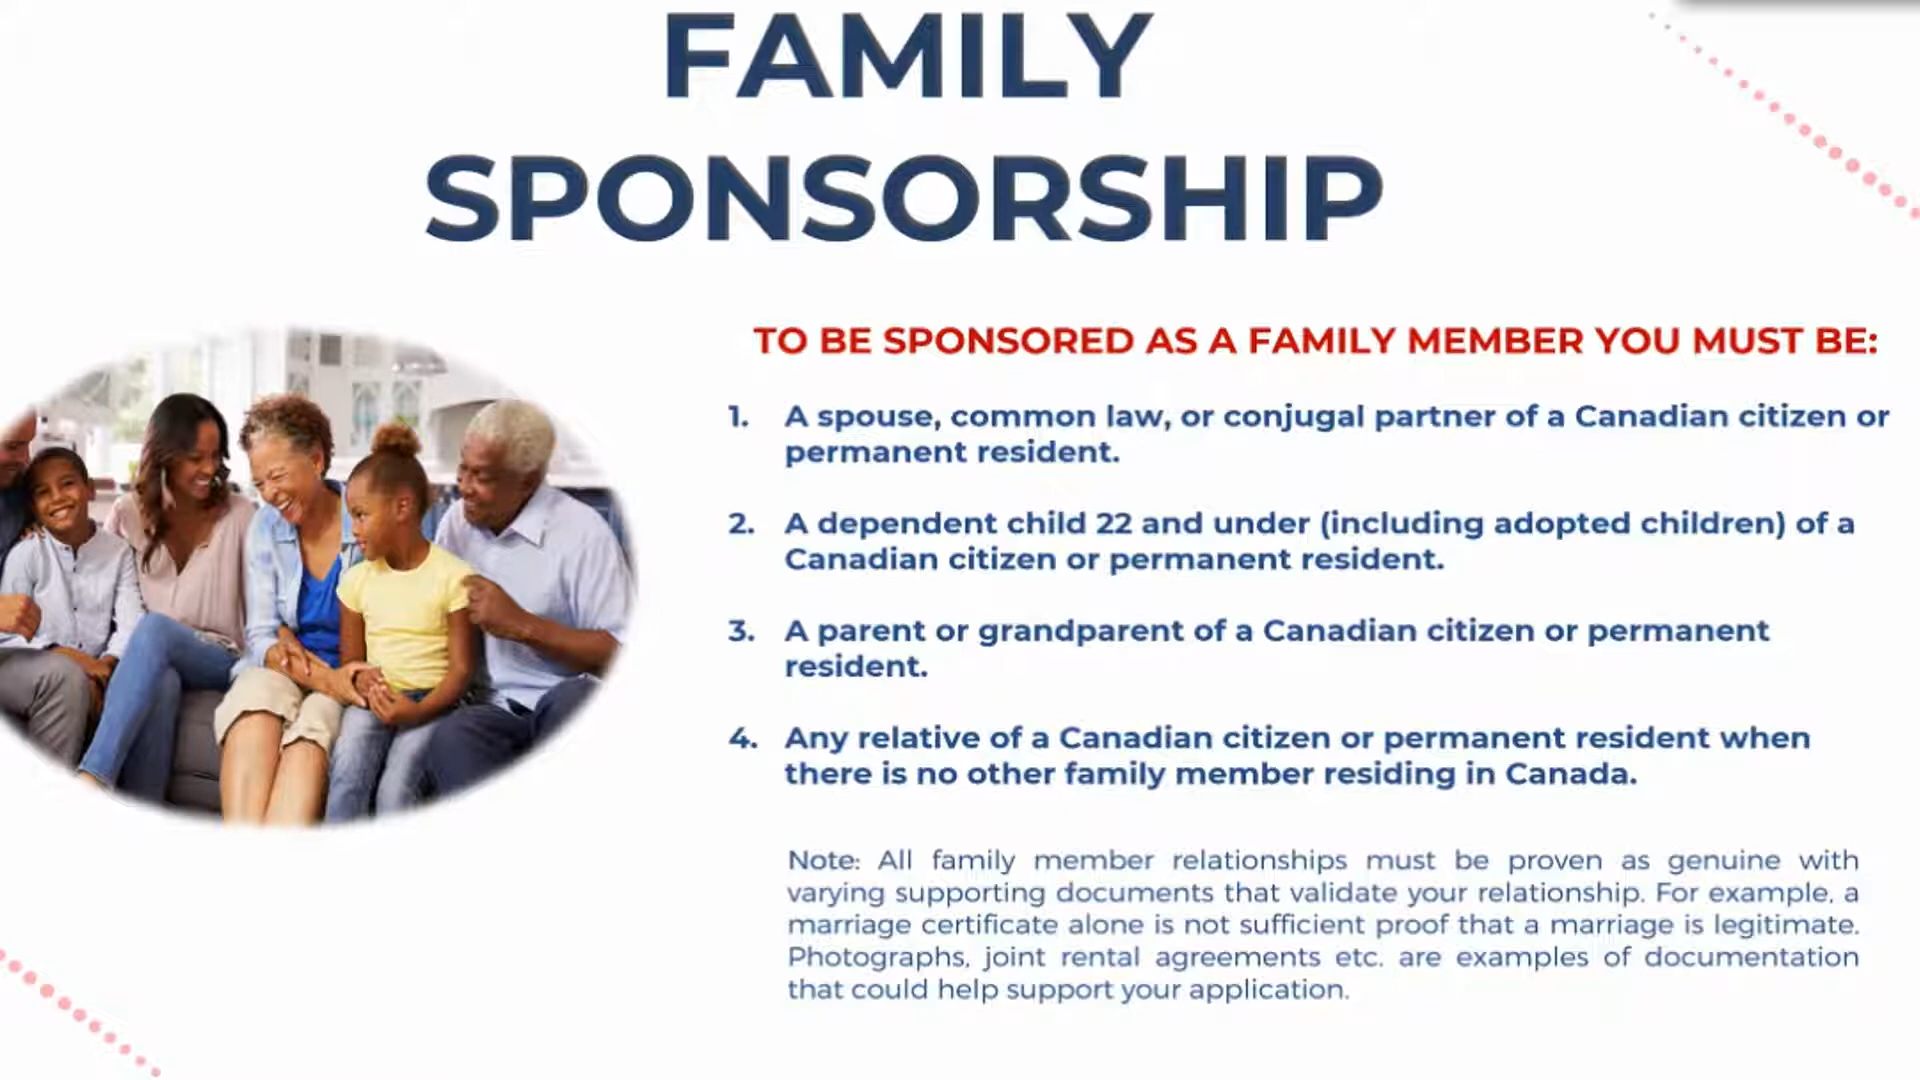 FAMILY
SPONSORSHIP
TO BE SPONSORED AS A FAMILY MEMBER YOU MUST BE:
1. A spouse, common law, or conjugal partner of a Canadian citizen or
permanent resident.
2. A dependent child 22 and under (including adopted children) of a
Canadian citizen or permanent resident.
3. A parent or grandparent of a Canadian citizen or permanent
resident.
4. Any relative of a Canadian citizen or permanent resident when
there is no other family member residing in Canada.
Note: All family member relationships must be proven as genuine with
varying supporting documents that validate your relationship. For example, a
marriage certificate alone is not sufficient proof that a marriage is legitimate.
Photographs, joint rental agreements etc. are examples of documentation
that could help support your application.